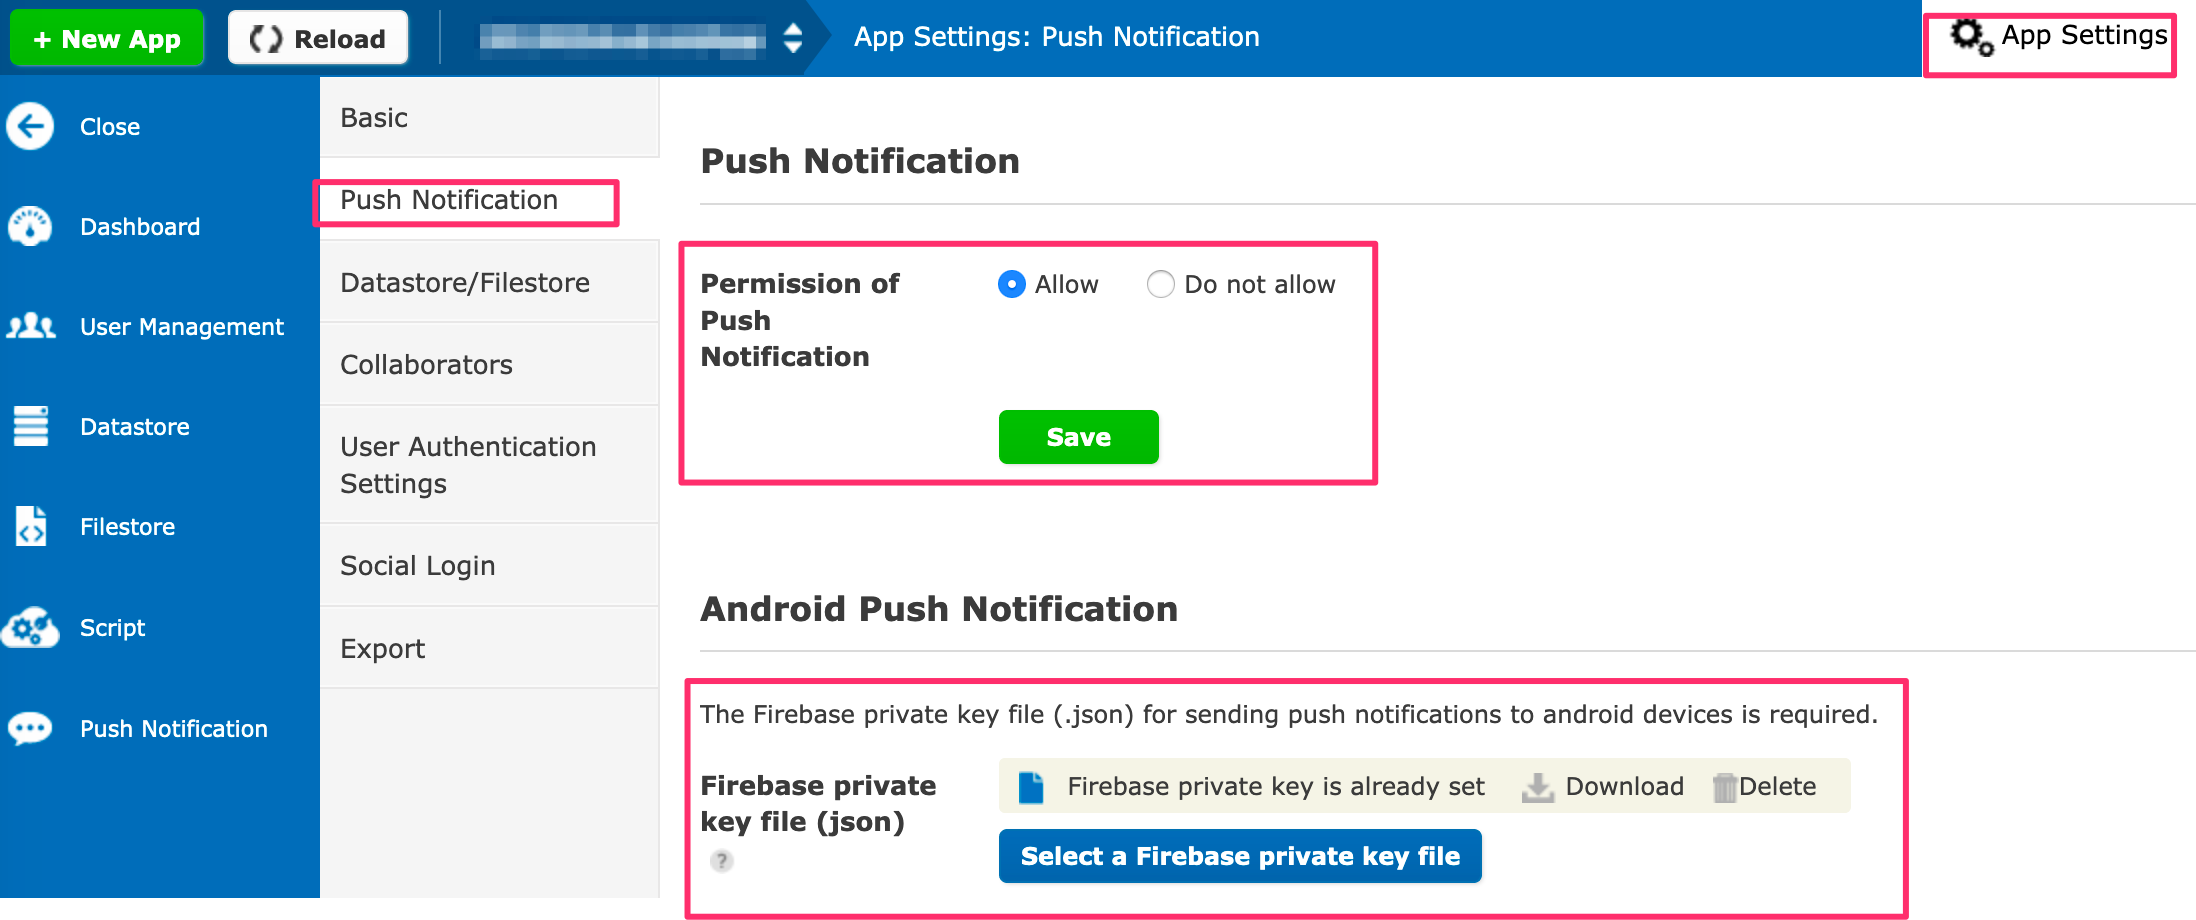 + New App
Reload
App Settings: Push Notification
App Settings
Close
Dashboard
User Management
Datastore
Filestore
Script
Push Notification
Basic
Push Notification
Datastore/Filestore
Collaborators
User Authentication
Settings
Social Login
Export
Push Notification
Permission of
Push
Notification
Allow
Do not allow
Save
Android Push Notification
The Firebase private key file (.json) for sending push notifications to android devices is required.
Firebase private
key file (json)
?
Firebase private key is already set
Download
Delete
Select a Firebase private key file